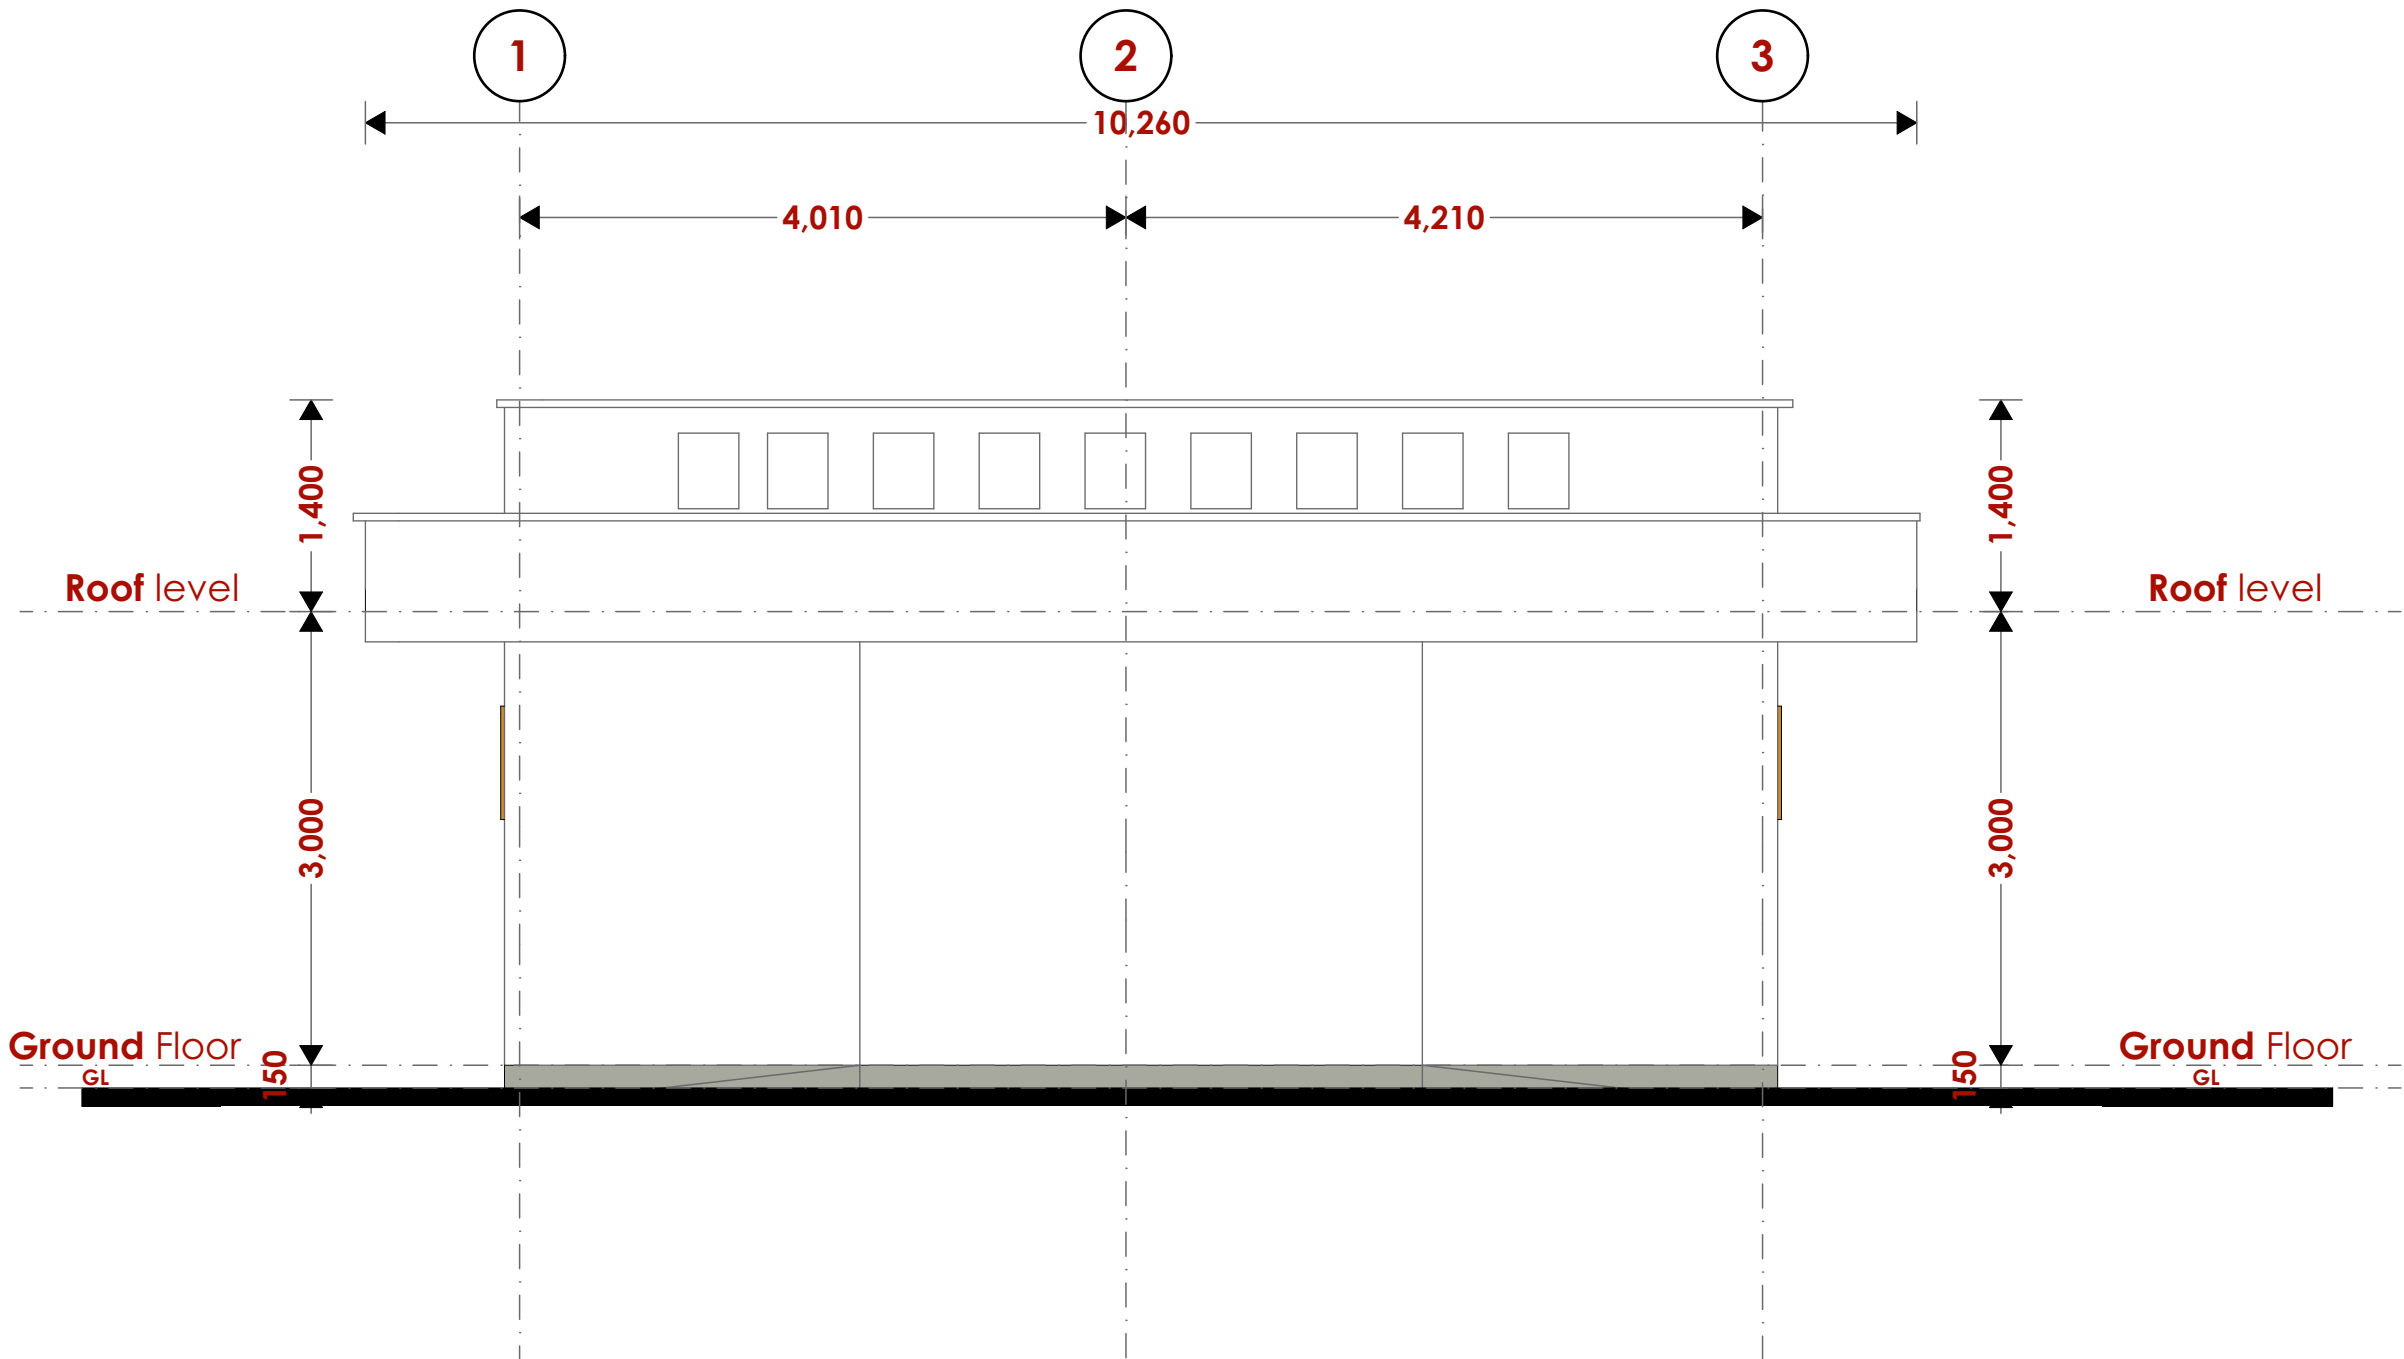 1 2 3
10,260
4,010 4,210
1,400 1,400
Roof level Roof level
3,000 3,000
Ground Floor Ground Floor
GL 150 150 GL